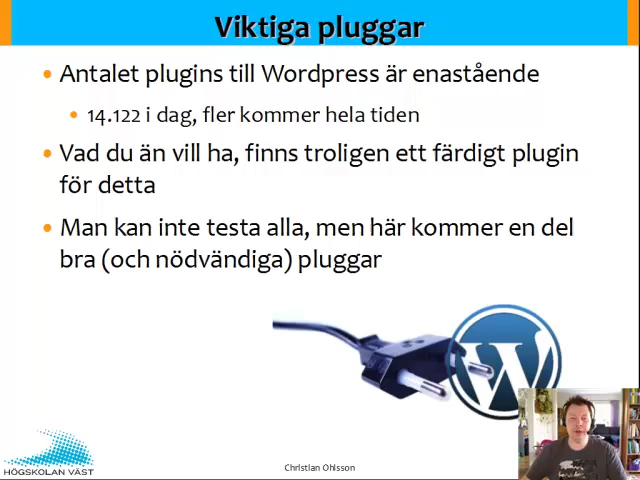 Viktiga pluggar
• Antalet plugins till Wordpress är enastående
• 14.122 i dag, fler kommer hela tiden
• Vad du än vill ha, finns troligen ett färdigt plugin
för detta
• Man kan inte testa alla, men här kommer en del
bra (och nödvändiga) pluggar
W
HÖGSKOLAN VÄST
Christian Ohlsson